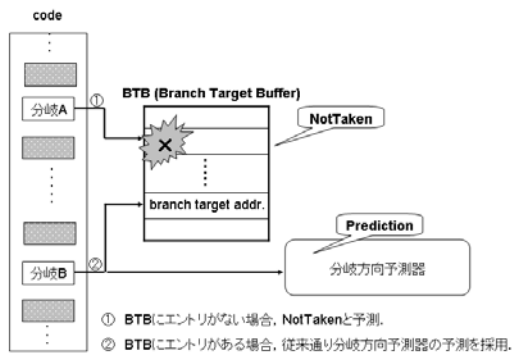 code
BTB (Branch Target Buffer)
分岐A
①
NotTaken
branch target addr.
Prediction
分岐B
②
分岐方向予測器
① BTBにエントリがない場合, NotTakenと予測.
② BTBにエントリがある場合, 従来通り分岐方向予測器の予測を採用.